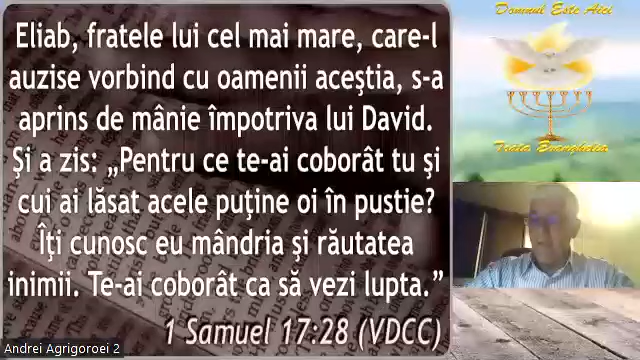 Eliab, fratele lui cel mai mare, care-l
auzise vorbind cu oamenii aceştia, s-a
aprins de mânie împotriva lui David.
Şi a zis: „Pentru ce te-ai coborât tu şi
cui ai lăsat acele puţine oi în pustie?
Îţi cunosc eu mândria şi răutatea
inimii. Te-ai coborât ca să vezi lupta.”
1 Samuel 17:28 (VDCC)
Andrei Agrigoroei 2
Domnul Este Aici
Traia Evanghelia